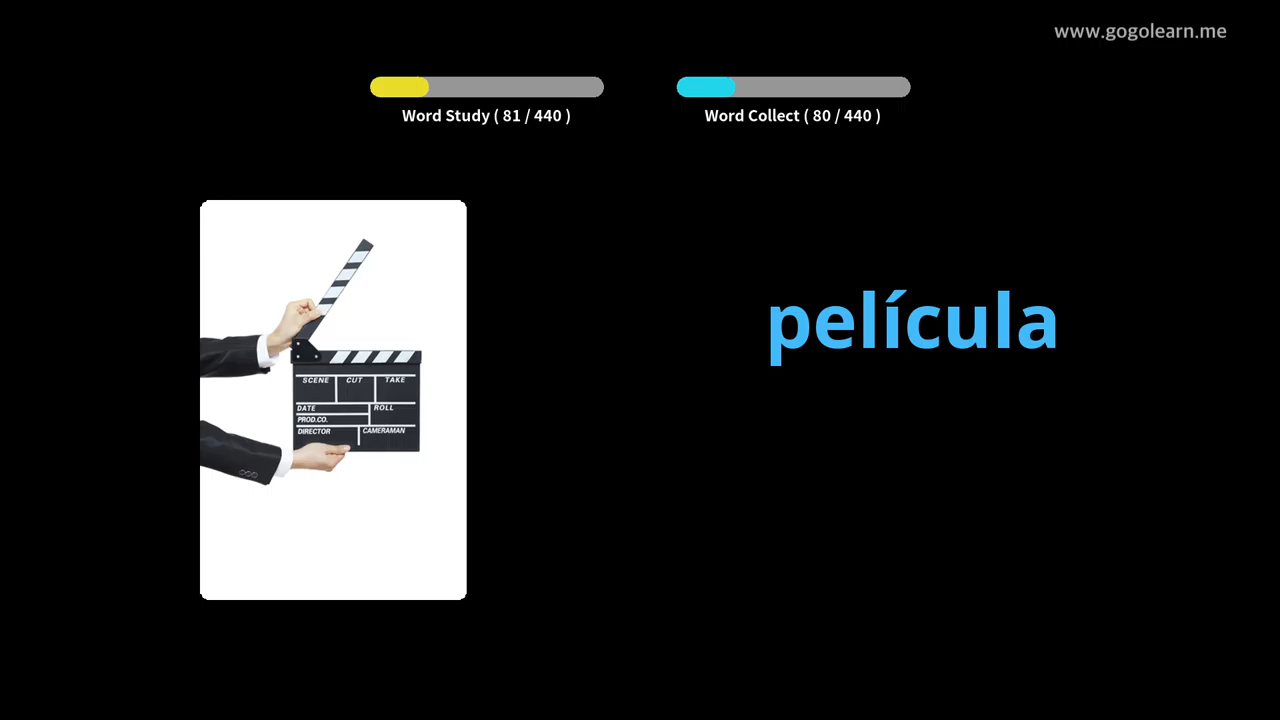 www.gogolearn.me
Word Study ( 81 / 440 )
Word Collect ( 80 / 440 )
película
SCENE
CUT
TAKE
DATE
ROLL
PROD.CO.
DIRECTOR
CAMERAMAN